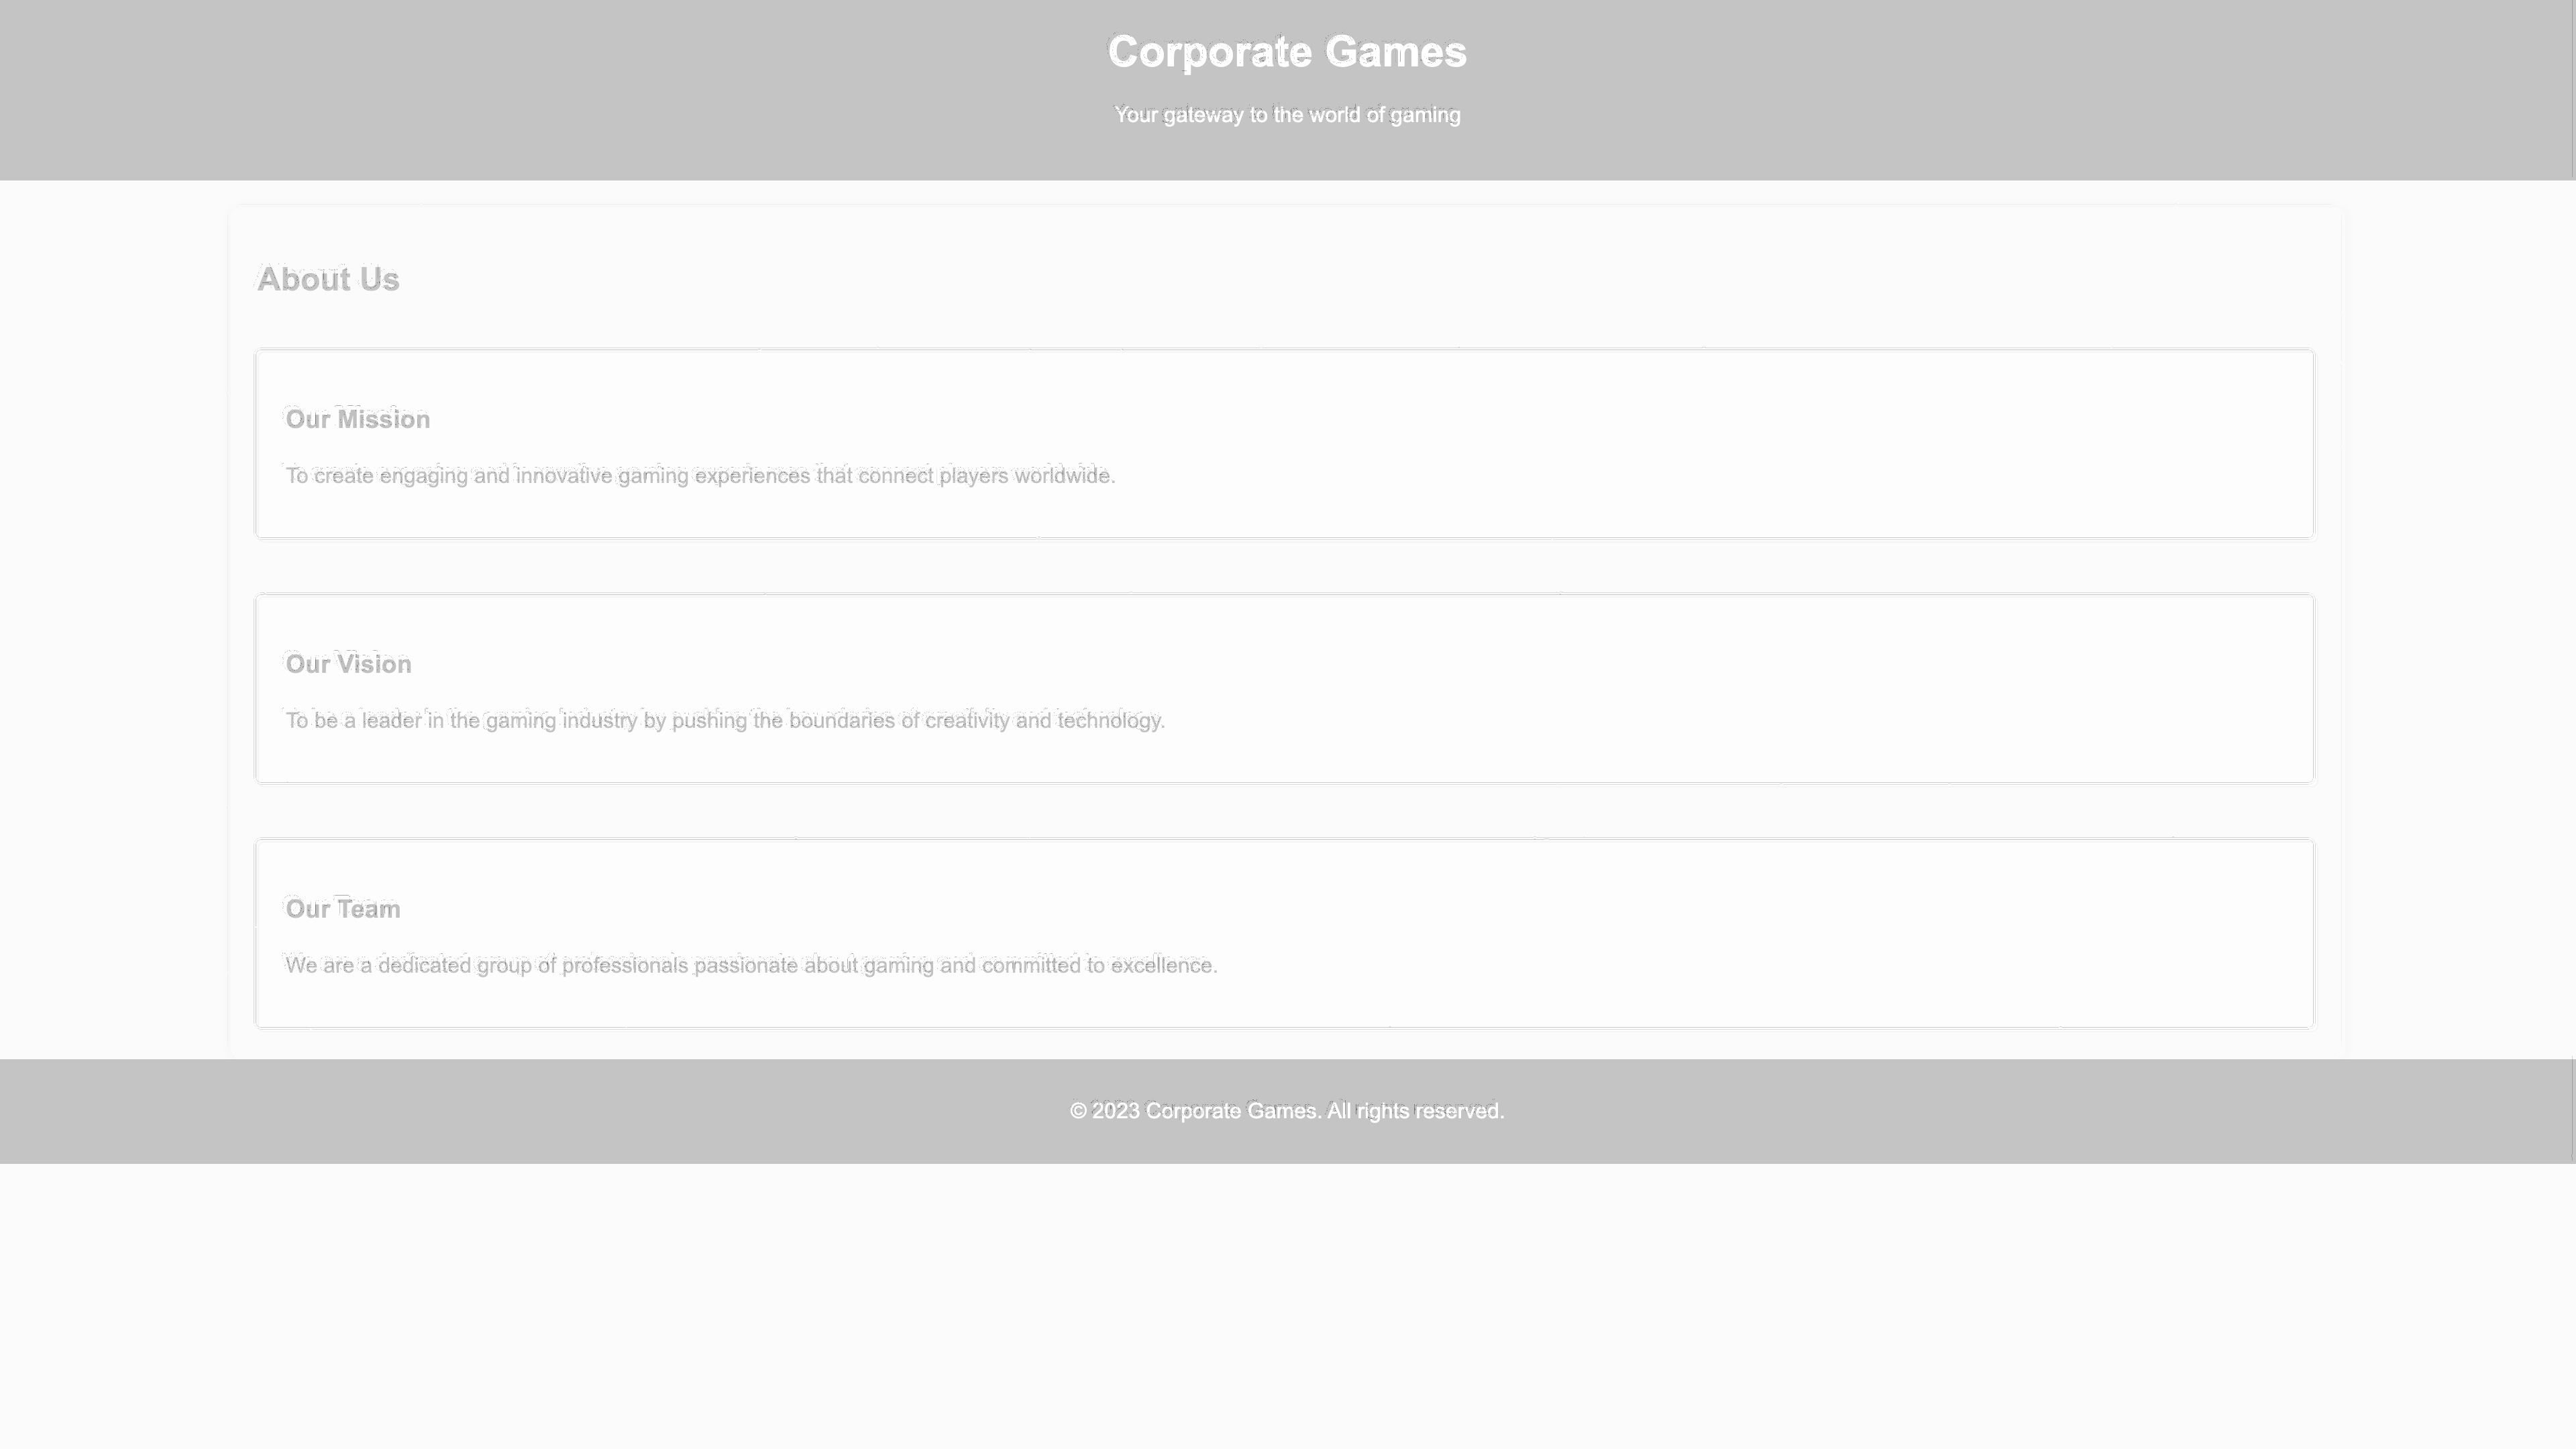 Corporate Games
Your gateway to the world of gaming
About Us
Our Mission
To create engaging and innovative gaming experiences that connect players worldwide.
Our Vision
To be a leader in the gaming industry by pushing the boundaries of creativity and technology.
Our Team
We are a dedicated group of professionals passionate about gaming and committed to excellence.
© 2023 Corporate Games. All rights reserved.